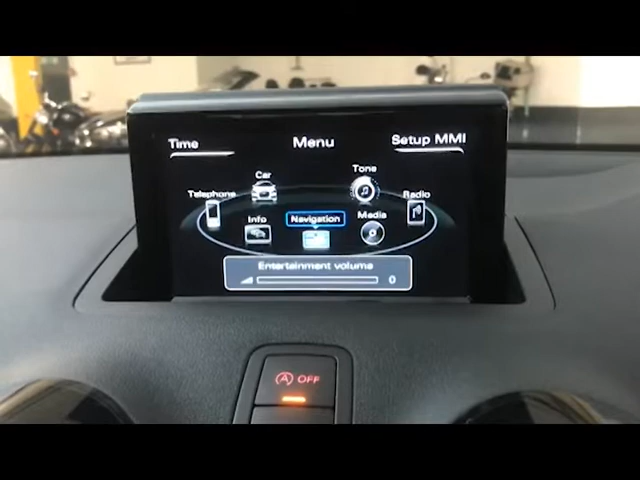 Time
Menu
Setup MMI
Car
Tone
Telephone
Radio
Info
Navigation
Media
Entertainment volume
0
A OFF